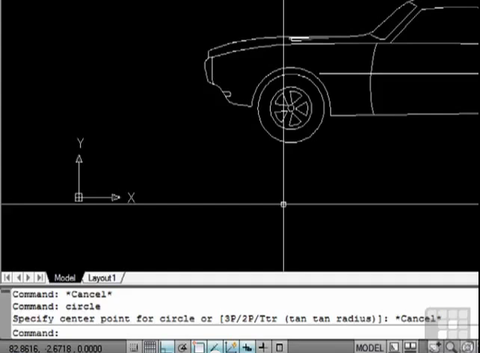 Y
X
Model Layout1
Command: *Cancel*
Command: circle
Specify center point for circle or [3P/2P/Ttr (tan tan radius)]: *Cancel*
Command:
82.8616, -2.6718, 0.0000 MODEL